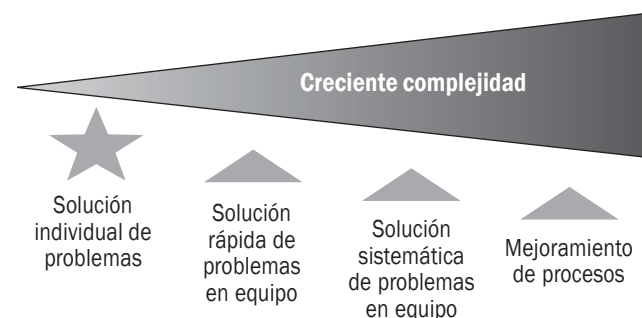 Creciente complejidad
Solución
individual de
problemas
Solución
rápida de
problemas
en equipo
Solución
sistemática
de problemas
en equipo
Mejoramiento
de procesos